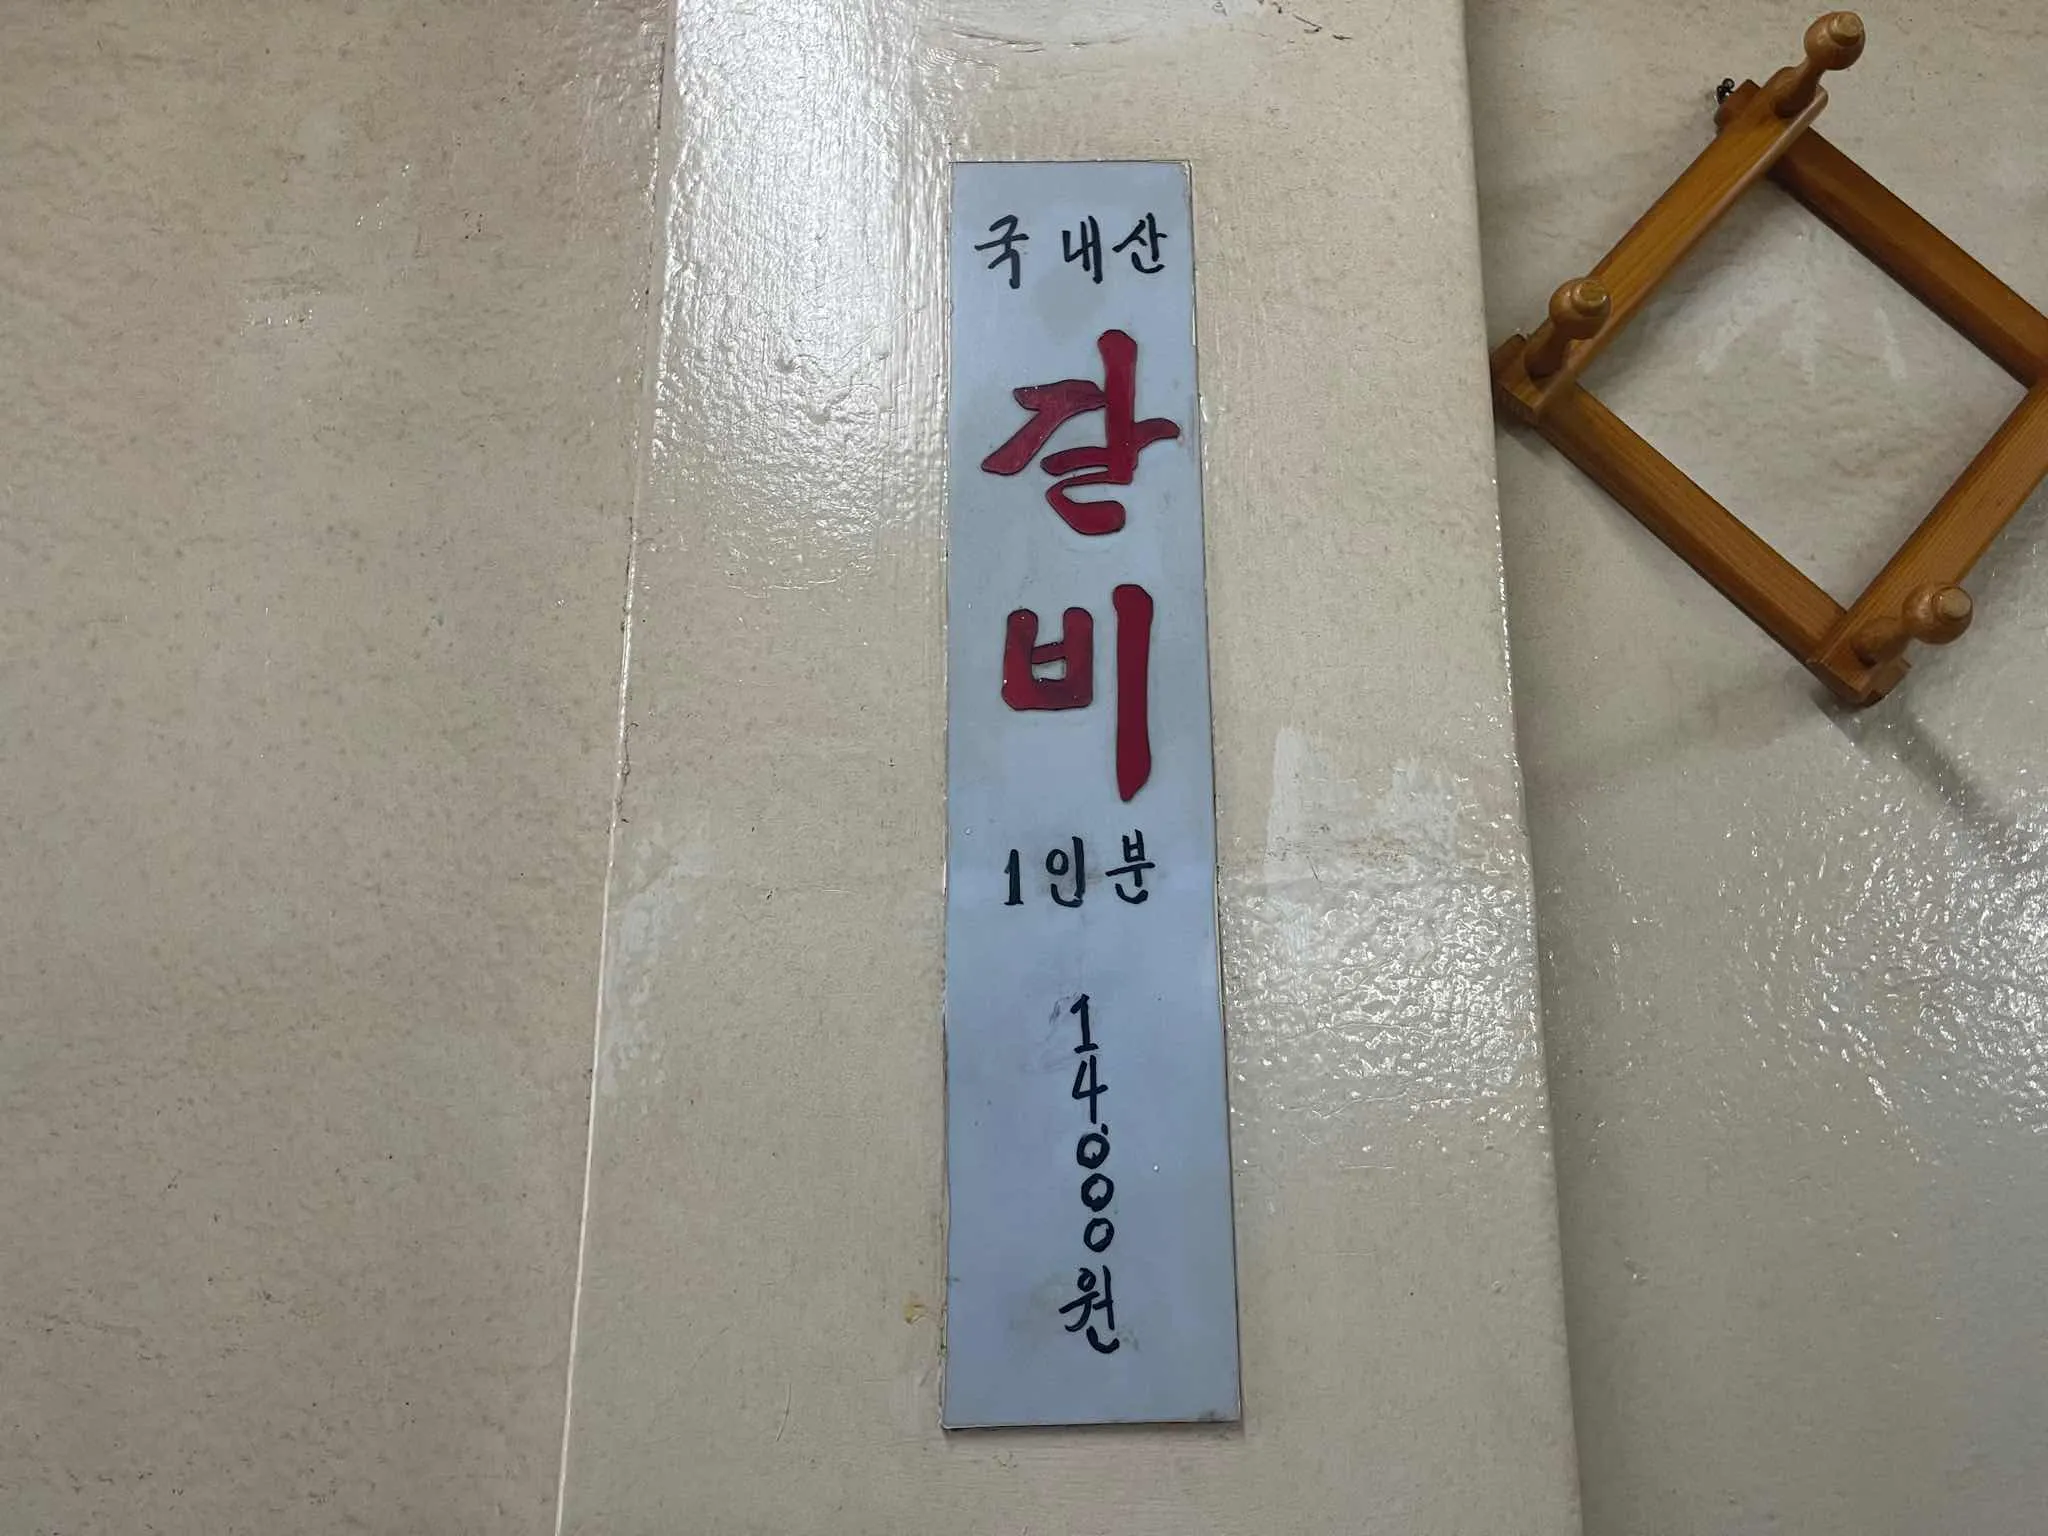 국내산
갈비
1인분
14,000원